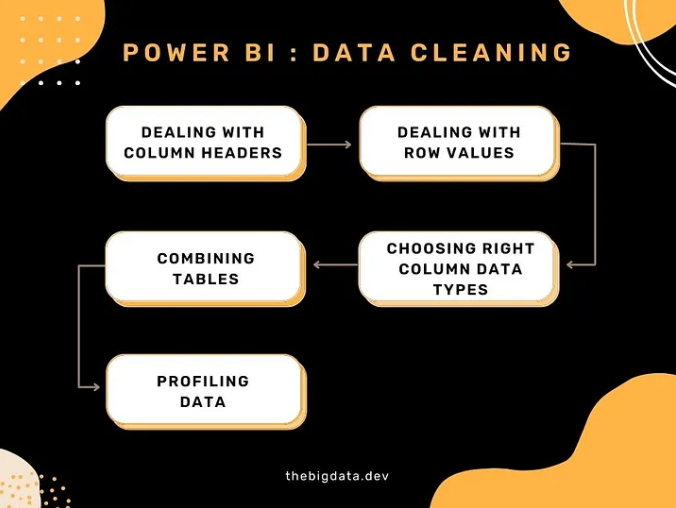 POWER BI : DATA CLEANING
DEALING WITH
COLUMN HEADERS
DEALING WITH
ROW VALUES
CHOOSING RIGHT
COLUMN DATA
TYPES
COMBINING
TABLES
PROFILING
DATA
thebigdata.dev